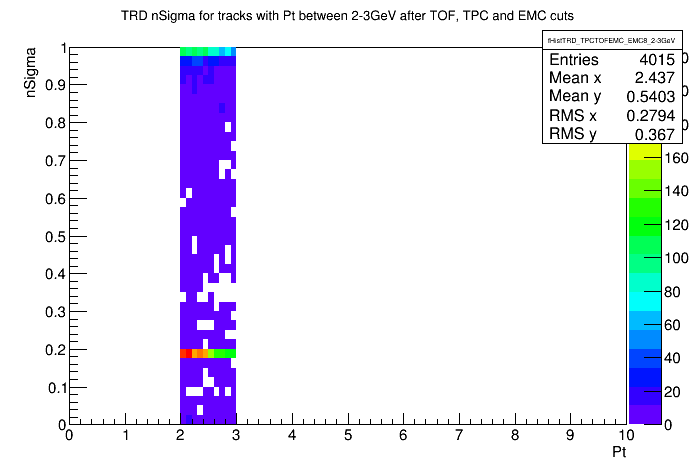 TRD nSigma for tracks with Pt between 2-3GeV after TOF, TPC and EMC cuts
fHistTRD_TPCTOFEMC_EMC8_2-3GeV
Entries 4015
Mean x 2.437
Mean y 0.5403
RMS x 0.2794
RMS y 0.367
nSigma
1
0.9
0.8
0.7
0.6
0.5
0.4
0.3
0.2
0.1
0
0 1 2 3 4 5 6 7 8 9 10
Pt
160
140
120
100
80
60
40
20
0